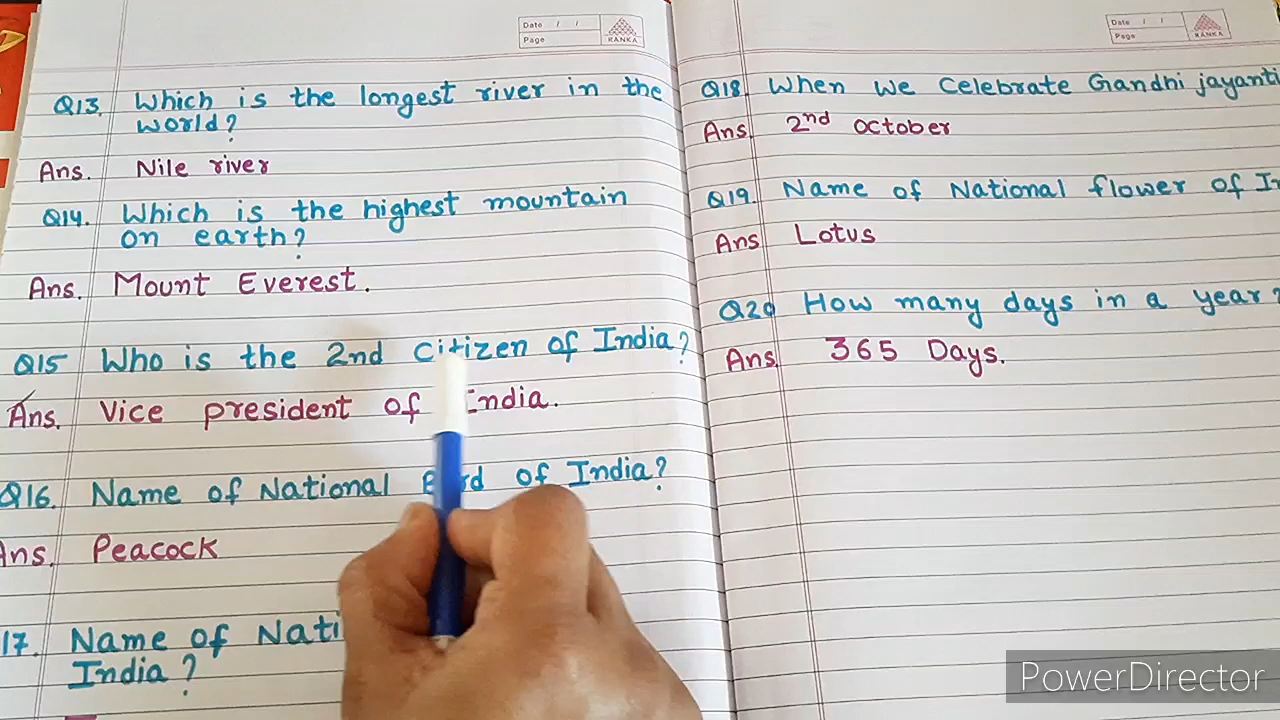 Date / /
Page
KANKA
Q13. Which is the longest river in the
world?
Ans. Nile river
Q14. Which is the highest mountain
on earth?
Ans. Mount Everest.
Q15 Who is the 2nd citizen of India?
Ans. Vice president of India.
Q16. Name of National Bird of India?
Ans. Peacock
17. Name of Nati
India?
Date / /
Page
KANKA
Q18. When we Celebrate Gandhi jayanti
Ans. 2nd october
Q19. Name of National flower of In
Ans Lotus
Q20 How many days in a year?
Ans. 365 Days.
PowerDirector